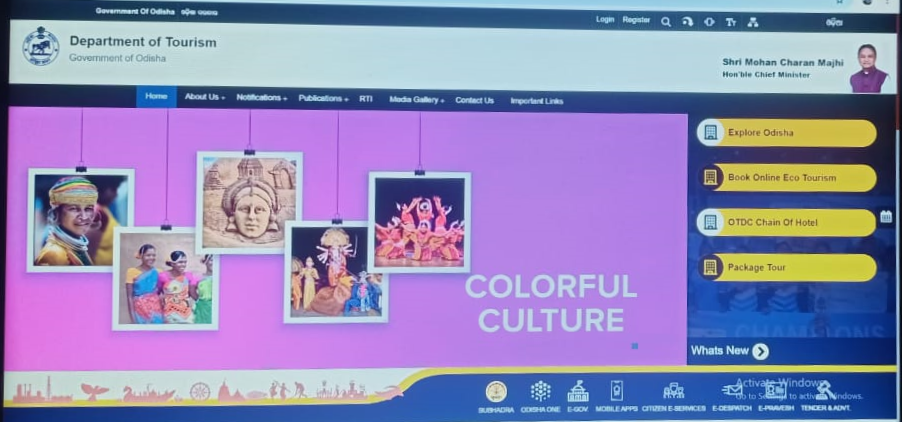 Government Of Odisha ଓଡ଼ିଶା ସରକାର
Login Register Tт ଓଡ଼ିଆ
Department of Tourism
Government of Odisha
Shri Mohan Charan Majhi
Hon'ble Chief Minister
Home About Us + Notifications + Publications + RTI Media Gallery + Contact Us Important Links
Explore Odisha
Book Online Eco Tourism
OTDC Chain Of Hotel
Package Tour
COLORFUL
CULTURE
CHAMPIONS
Whats New
Activate Windows
Go to Settings to activate Windows.
SUBHADRA ODISHA ONE E-GOV MOBILE APPS CITIZEN E-SERVICES E-DESPATCH E-PRAVESH TENDER & ADVT.